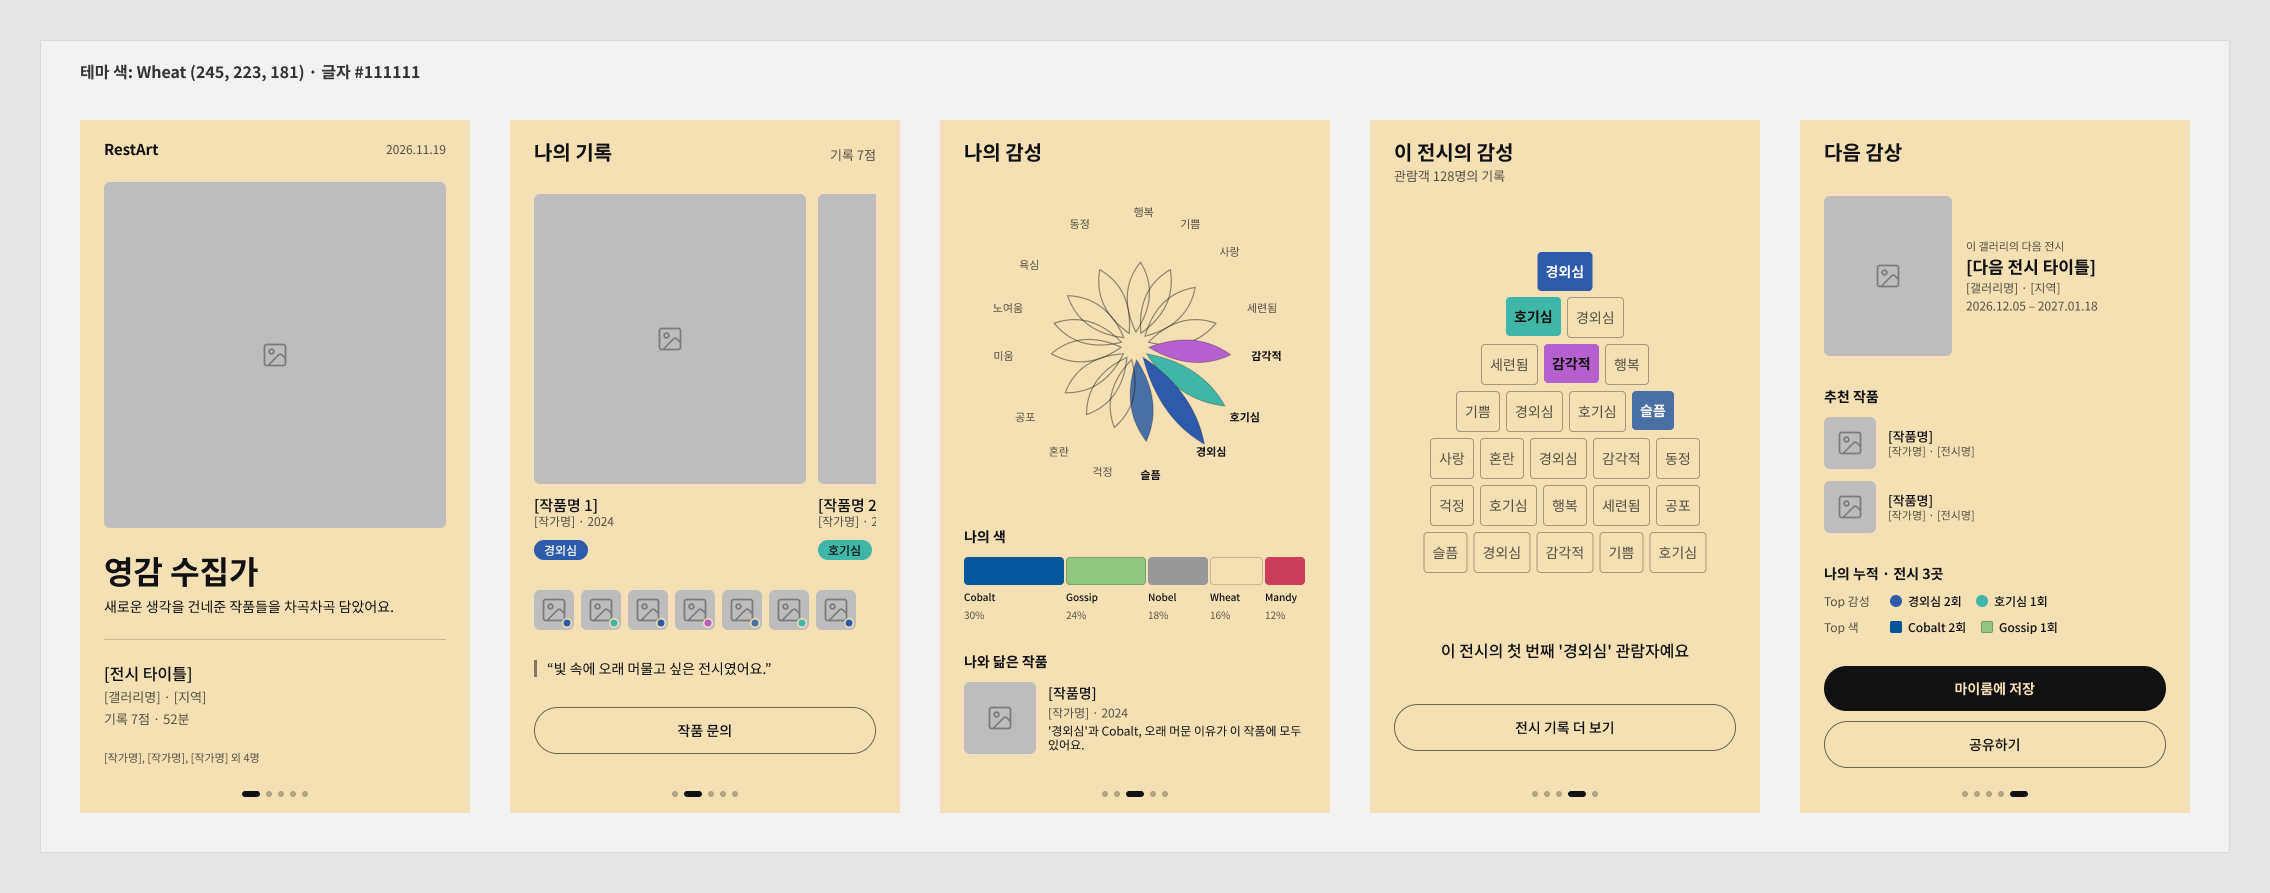 테마 색: Wheat (245, 223, 181) · 글자 #111111
RestArt
2026.11.19
영감 수집가
새로운 생각을 건네준 작품들을 차곡차곡 담았어요.
[전시 타이틀]
[갤러리명] · [지역]
기록 7점 · 52분
[작가명], [작가명], [작가명] 외 4명
나의 기록
기록 7점
[작품명 1]
[작가명] · 2024
경외심
[작품명 2
[작가명] · 2
호기심
“빛 속에 오래 머물고 싶은 전시였어요.”
작품 문의
나의 감성
행복
기쁨
사랑
세련됨
감각적
호기심
경외심
슬픔
걱정
혼란
공포
미움
노여움
욕심
동정
나의 색
Cobalt
30%
Gossip
24%
Nobel
18%
Wheat
16%
Mandy
12%
나와 닮은 작품
[작품명]
[작가명] · 2024
'경외심'과 Cobalt, 오래 머문 이유가 이 작품에 모두
있어요.
이 전시의 감성
관람객 128명의 기록
경외심
호기심 경외심
세련됨 감각적 행복
기쁨 경외심 호기심 슬픔
사랑 혼란 경외심 감각적 동정
걱정 호기심 행복 세련됨 공포
슬픔 경외심 감각적 기쁨 호기심
이 전시의 첫 번째 '경외심' 관람자예요
전시 기록 더 보기
다음 감상
이 갤러리의 다음 전시
[다음 전시 타이틀]
[갤러리명] · [지역]
2026.12.05 – 2027.01.18
추천 작품
[작품명]
[작가명] · [전시명]
[작품명]
[작가명] · [전시명]
나의 누적 · 전시 3곳
Top 감성 경외심 2회 호기심 1회
Top 색 Cobalt 2회 Gossip 1회
마이룸에 저장
공유하기